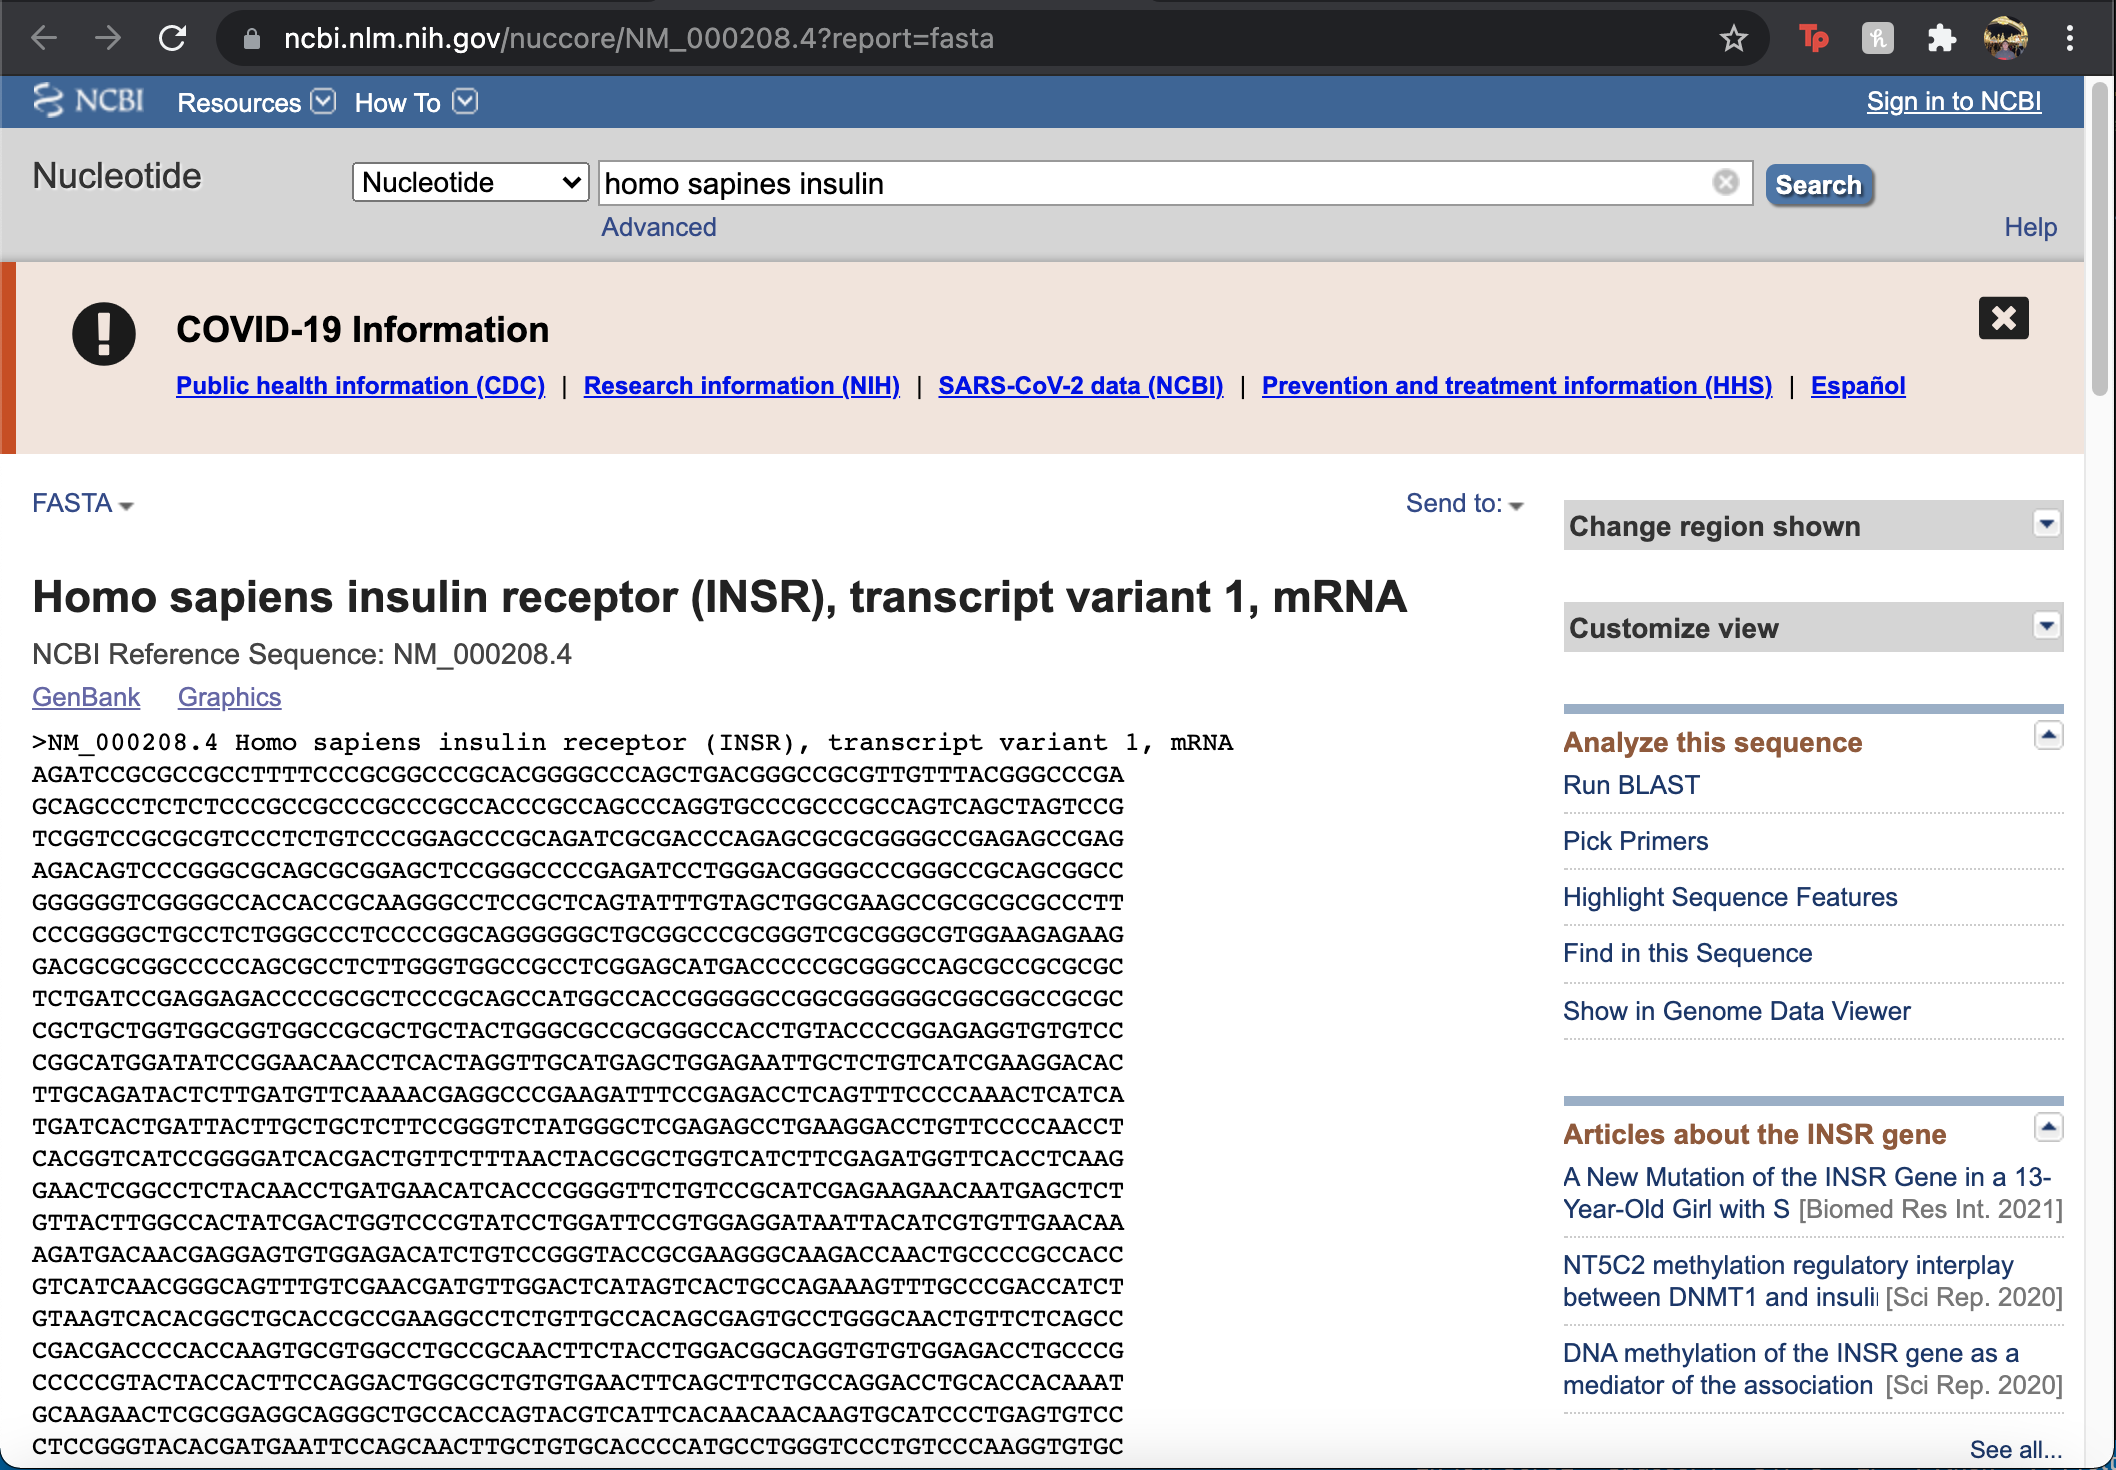 ncbi.nlm.nih.gov/nuccore/NM_000208.4?report=fasta
NCBI Resources How To Sign in to NCBI
Nucleotide Nucleotide homo sapines insulin Search
Advanced Help
COVID-19 Information
Public health information (CDC) | Research information (NIH) | SARS-CoV-2 data (NCBI) | Prevention and treatment information (HHS) | Español
FASTA Send to:
Homo sapiens insulin receptor (INSR), transcript variant 1, mRNA
NCBI Reference Sequence: NM_000208.4
GenBank Graphics
>NM_000208.4 Homo sapiens insulin receptor (INSR), transcript variant 1, mRNA
AGATCCGCGCCGCCTTTTCCCGCGGCCCGCACGGGGCCCAGCTGACGGGCCGCGTTGTTTACGGGCCCGA
GCAGCCCTCTCTCCCGCCGCCCGCCCGCCACCCGCCAGCCCAGGTGCCCGCCCGCCAGTCAGCTAGTCCG
TCGGTCCGCGCGTCCCTCTGTCCCGGAGCCCGCAGATCGCGACCCAGAGCGCGCGGGGCCGAGAGCCGAG
AGACAGTCCCGGGCGCAGCGCGGAGCTCCGGGCCCCGAGATCCTGGGACGGGGCCCGGGCCGCAGCGGCC
GGGGGGTCGGGGCCACCACCGCAAGGGCCTCCGCTCAGTATTTGTAGCTGGCGAAGCCGCGCGCGCCCTT
CCCGGGGCTGCCTCTGGGCCCTCCCCGGCAGGGGGGCTGCGGCCCGCGGGTCGCGGGCGTGGAAGAGAAG
GACGCGCGGCCCCCAGCGCCTCTTGGGTGGCCGCCTCGGAGCATGACCCCCGCGGGCCAGCGCCGCGCGC
TCTGATCCGAGGAGACCCCGCGCTCCCGCAGCCATGGCCACCGGGGGCCGGCGGGGGGCGGCGGCCGCGC
CGCTGCTGGTGGCGGTGGCCGCGCTGCTACTGGGCGCCGCGGGCCACCTGTACCCCGGAGAGGTGTGTCC
CGGCATGGATATCCGGAACAACCTCACTAGGTTGCATGAGCTGGAGAATTGCTCTGTCATCGAAGGACAC
TTGCAGATACTCTTGATGTTCAAAACGAGGCCCGAAGATTTCCGAGACCTCAGTTTCCCCAAACTCATCA
TGATCACTGATTACTTGCTGCTCTTCCGGGTCTATGGGCTCGAGAGCCTGAAGGACCTGTTCCCCAACCT
CACGGTCATCCGGGGATCACGACTGTTCTTTAACTACGCGCTGGTCATCTTCGAGATGGTTCACCTCAAG
GAACTCGGCCTCTACAACCTGATGAACATCACCCGGGGTTCTGTCCGCATCGAGAAGAACAATGAGCTCT
GTTACTTGGCCACTATCGACTGGTCCCGTATCCTGGATTCCGTGGAGGATAATTACATCGTGTTGAACAA
AGATGACAACGAGGAGTGTGGAGACATCTGTCCGGGTACCGCGAAGGGCAAGACCAACTGCCCCGCCACC
GTCATCAACGGGCAGTTTGTCGAACGATGTTGGACTCATAGTCACTGCCAGAAAGTTTGCCCGACCATCT
GTAAGTCACACGGCTGCACCGCCGAAGGCCTCTGTTGCCACAGCGAGTGCCTGGGCAACTGTTCTCAGCC
CGACGACCCCACCAAGTGCGTGGCCTGCCGCAACTTCTACCTGGACGGCAGGTGTGTGGAGACCTGCCCG
CCCCCGTACTACCACTTCCAGGACTGGCGCTGTGTGAACTTCAGCTTCTGCCAGGACCTGCACCACAAAT
GCAAGAACTCGCGGAGGCAGGGCTGCCACCAGTACGTCATTCACAACAACAAGTGCATCCCTGAGTGTCC
CTCCGGGTACACGATGAATTCCAGCAACTTGCTGTGCACCCCATGCCTGGGTCCCTGTCCCAAGGTGTGC
Change region shown
Customize view
Analyze this sequence
Run BLAST
Pick Primers
Highlight Sequence Features
Find in this Sequence
Show in Genome Data Viewer
Articles about the INSR gene
A New Mutation of the INSR Gene in a 13-
Year-Old Girl with S [Biomed Res Int. 2021]
NT5C2 methylation regulatory interplay
between DNMT1 and insuli [Sci Rep. 2020]
DNA methylation of the INSR gene as a
mediator of the association [Sci Rep. 2020]
See all...